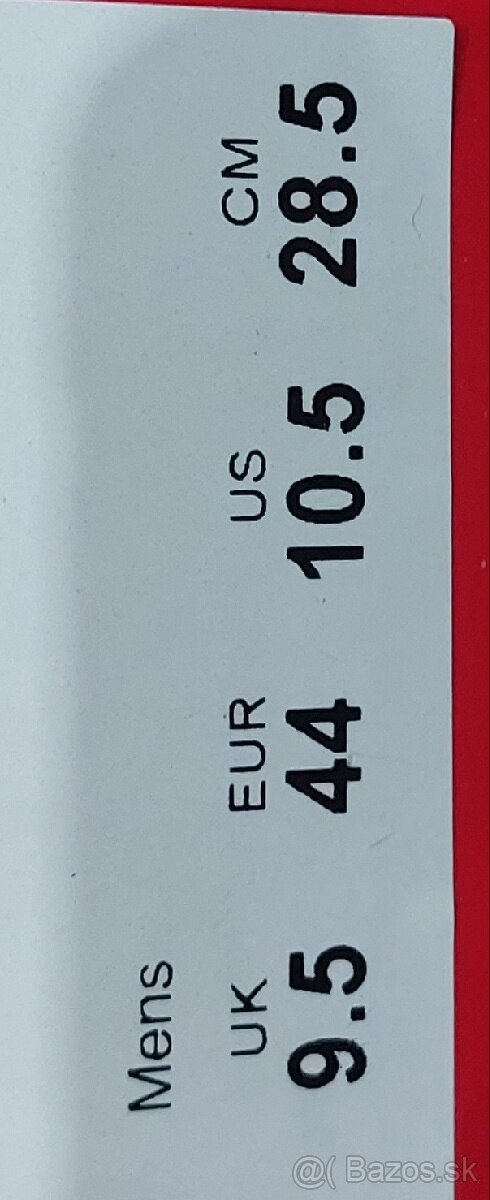 Mens
UK EUR US CM
9.5 44 10.5 28.5
@( Bazos.sk